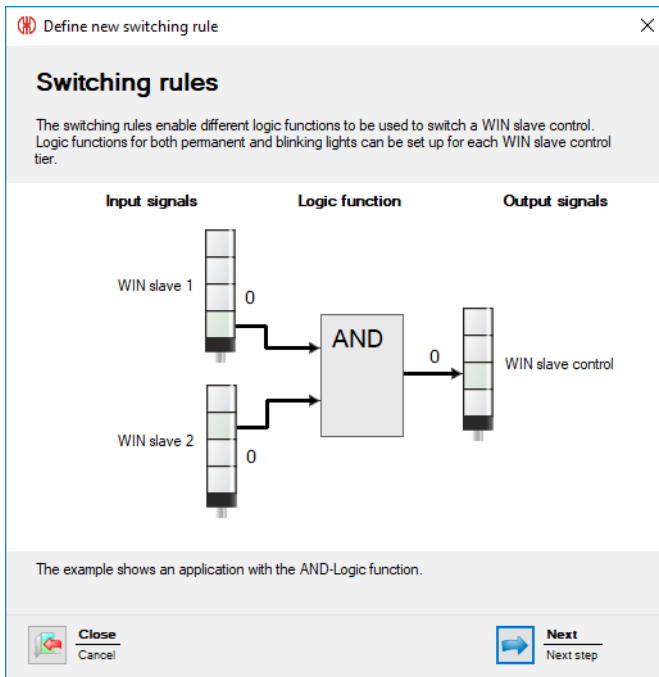 Define new switching rule
Switching rules
The switching rules enable different logic functions to be used to switch a WIN slave control.
Logic functions for both permanent and blinking lights can be set up for each WIN slave control
tier.
Input signals Logic function Output signals
WIN slave 1
0
AND
0
WIN slave control
WIN slave 2
0
The example shows an application with the AND-Logic function.
Close
Cancel
Next
Next step